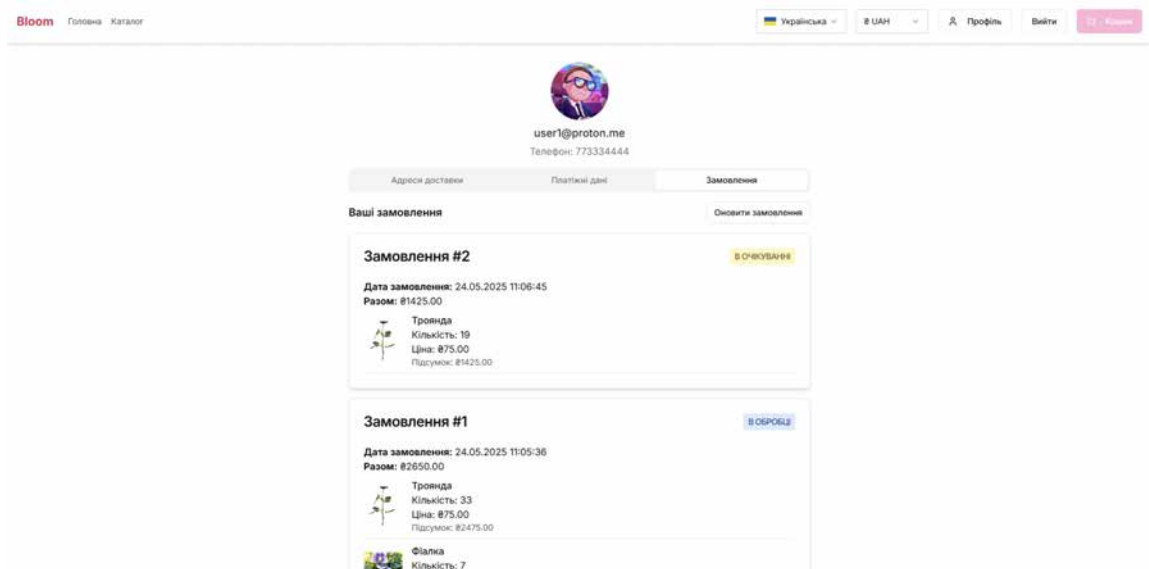 Bloom Головна Каталог Українська ₴ UAH Профіль Вийти Кошик
user1@proton.me
Телефон: 773334444
Адреси доставки Платіжні дані Замовлення
Ваші замовлення Оновити замовлення
Замовлення #2 В ОЧІКУВАННІ
Дата замовлення: 24.05.2025 11:06:45
Разом: ₴1425.00
Троянда
Кількість: 19
Ціна: ₴75.00
Підсумок: ₴1425.00
Замовлення #1 В ОБРОБЦІ
Дата замовлення: 24.05.2025 11:05:36
Разом: ₴2650.00
Троянда
Кількість: 33
Ціна: ₴75.00
Підсумок: ₴2475.00
Фіалка
Кількість: 7